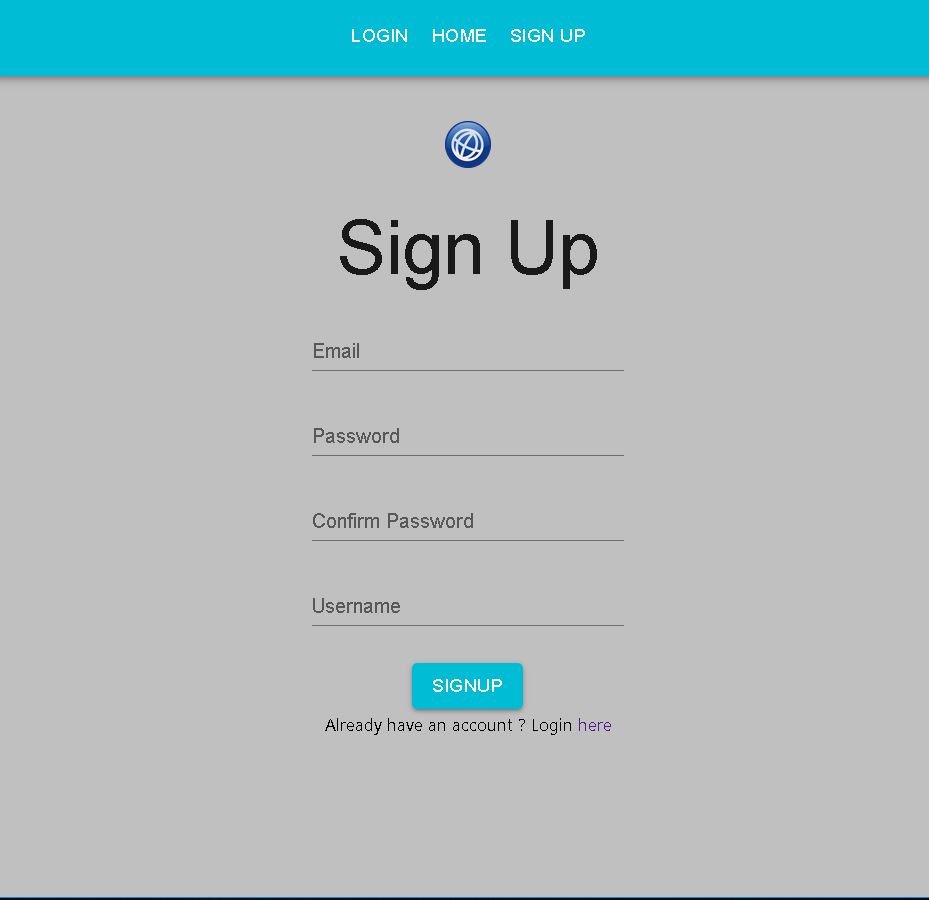 LOGIN HOME SIGN UP
Sign Up
Email
Password
Confirm Password
Username
SIGNUP
Already have an account ? Login here